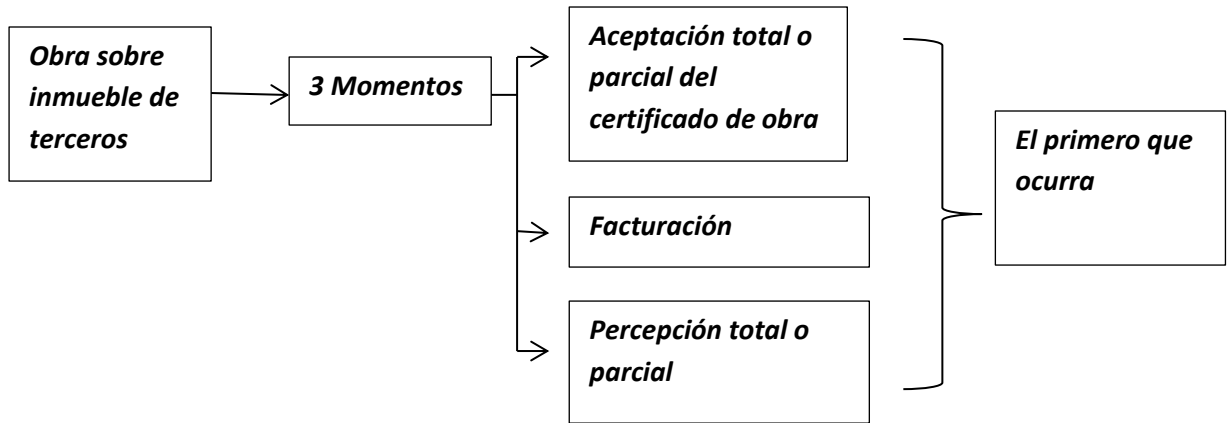 Obra sobre
inmueble de
terceros
3 Momentos
Aceptación total o
parcial del
certificado de obra
Facturación
Percepción total o
parcial
El primero que
ocurra